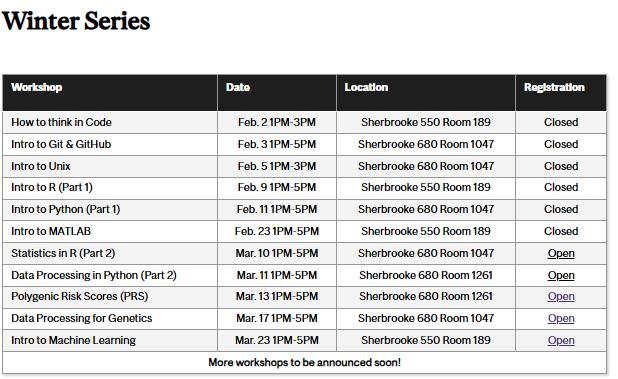 Winter Series
Workshop Date Location Registration
How to think in Code Feb. 2 1PM-3PM Sherbrooke 550 Room 189 Closed
Intro to Git & GitHub Feb. 3 1PM-5PM Sherbrooke 680 Room 1047 Closed
Intro to Unix Feb. 5 1PM-3PM Sherbrooke 680 Room 1047 Closed
Intro to R (Part 1) Feb. 9 1PM-5PM Sherbrooke 550 Room 189 Closed
Intro to Python (Part 1) Feb. 11 1PM-5PM Sherbrooke 680 Room 1047 Closed
Intro to MATLAB Feb. 23 1PM-5PM Sherbrooke 550 Room 189 Closed
Statistics in R (Part 2) Mar. 10 1PM-5PM Sherbrooke 680 Room 1047 Open
Data Processing in Python (Part 2) Mar. 11 1PM-5PM Sherbrooke 680 Room 1261 Open
Polygenic Risk Scores (PRS) Mar. 13 1PM-5PM Sherbrooke 680 Room 1261 Open
Data Processing for Genetics Mar. 17 1PM-5PM Sherbrooke 680 Room 1047 Open
Intro to Machine Learning Mar. 23 1PM-5PM Sherbrooke 550 Room 189 Open
More workshops to be announced soon!